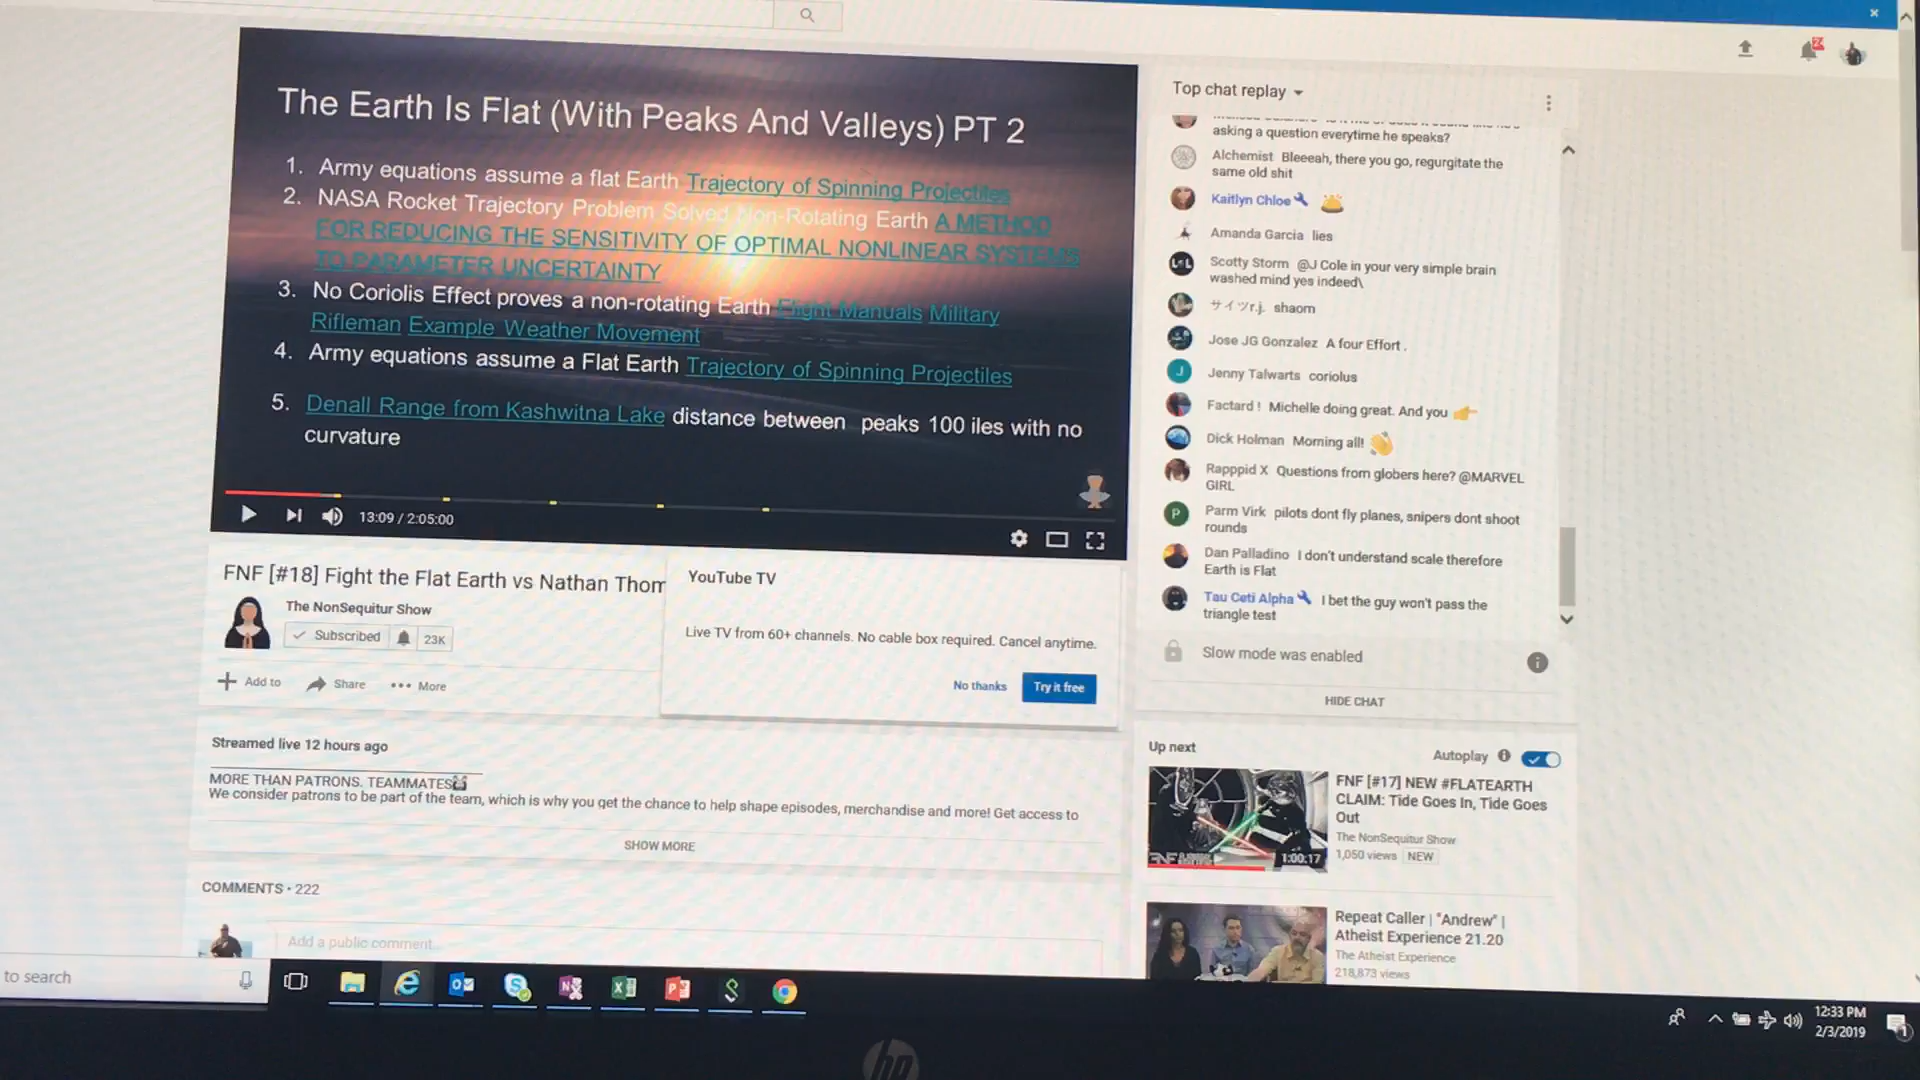 The Earth Is Flat (With Peaks And Valleys) PT 2
1. Army equations assume a flat Earth Trajectory of Spinning Projectiles
2. NASA Rocket Trajectory Problem Solved Non-Rotating Earth A METHOD
FOR REDUCING THE SENSITIVITY OF OPTIMAL NONLINEAR SYSTEMS
TO PARAMETER UNCERTAINTY
3. No Coriolis Effect proves a non-rotating Earth Flight Manuals Military
Rifleman Example Weather Movement
4. Army equations assume a Flat Earth Trajectory of Spinning Projectiles
5. Denall Range from Kashwitna Lake distance between peaks 100 iles with no
curvature
13:09 / 2:05:00
FNF [#18] Fight the Flat Earth vs Nathan Thom
The NonSequitur Show
Subscribed 23K
Add to Share More
YouTube TV
Live TV from 60+ channels. No cable box required. Cancel anytime.
No thanks Try it free
Streamed live 12 hours ago
MORE THAN PATRONS. TEAMMATES
We consider patrons to be part of the team, which is why you get the chance to help shape episodes, merchandise and more! Get access to
SHOW MORE
COMMENTS • 222
Add a public comment...
Top chat replay
asking a question everytime he speaks?
Alchemist Bleeeah, there you go, regurgitate the
same old shit
Kaitlyn Chloe
Amanda Garcia lies
Scotty Storm @J Cole in your very simple brain
washed mind yes indeed\
サイツr.j. shaom
Jose JG Gonzalez A four Effort .
J Jenny Talwarts coriolus
Factard ! Michelle doing great. And you
Dick Holman Morning all!
Rapppid X Questions from globers here? @MARVEL
GIRL
P Parm Virk pilots dont fly planes, snipers dont shoot
rounds
Dan Palladino I don't understand scale therefore
Earth is Flat
Tau Ceti Alpha I bet the guy won't pass the
triangle test
Slow mode was enabled
HIDE CHAT
Up next
Autoplay
FNF [#17] NEW #FLATEARTH
CLAIM: Tide Goes In, Tide Goes
Out
The NonSequitur Show
1,050 views NEW
1:00:17
Repeat Caller | "Andrew" |
Atheist Experience 21.20
The Atheist Experience
218,873 views
to search
12:33 PM
2/3/2019
hp